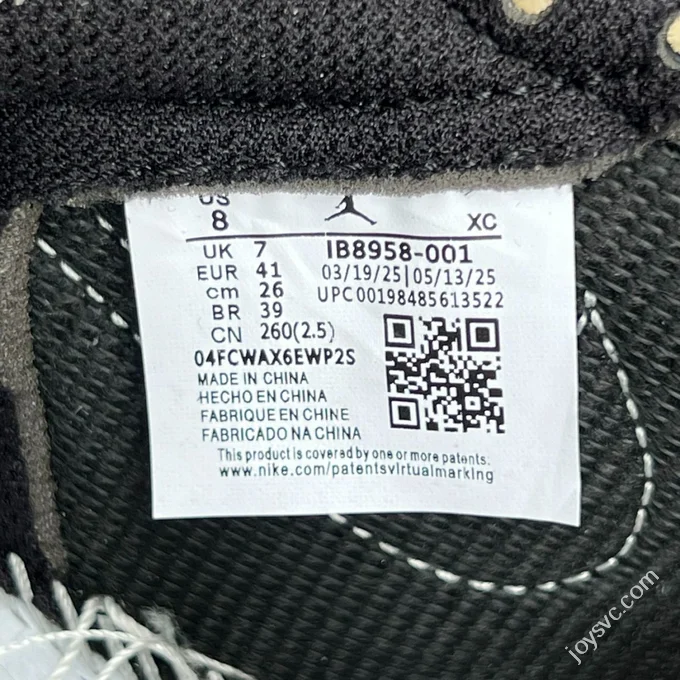 US
8
XC
UK 7
EUR 41
cm 26
BR 39
CN 260(2.5)
IB8958-001
03/19/25|05/13/25
UPC00198485613522
04FCWAX6EWP2S
MADE IN CHINA
HECHO EN CHINA
FABRIQUE EN CHINE
FABRICADO NA CHINA
This product is covered by one or more patents:
www.nike.com/patentsvirtualmarking
joysvc.com